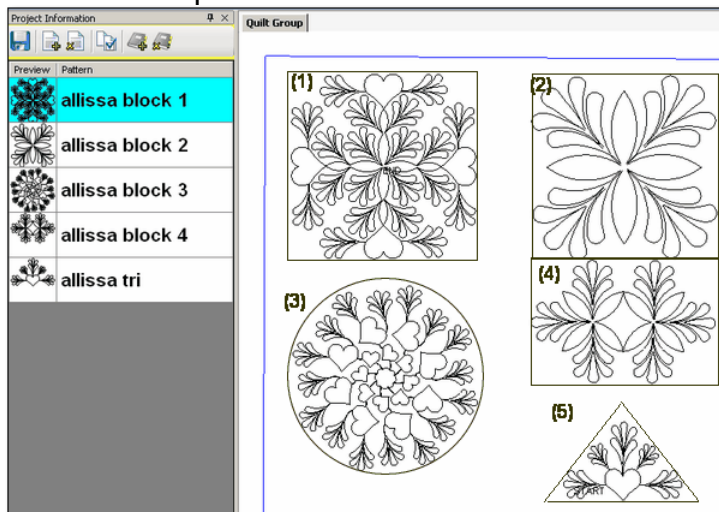 Project Information
Quilt Group
Preview Pattern
allissa block 1
allissa block 2
allissa block 3
allissa block 4
allissa tri
(1)
(2)
(3)
(4)
(5)
START